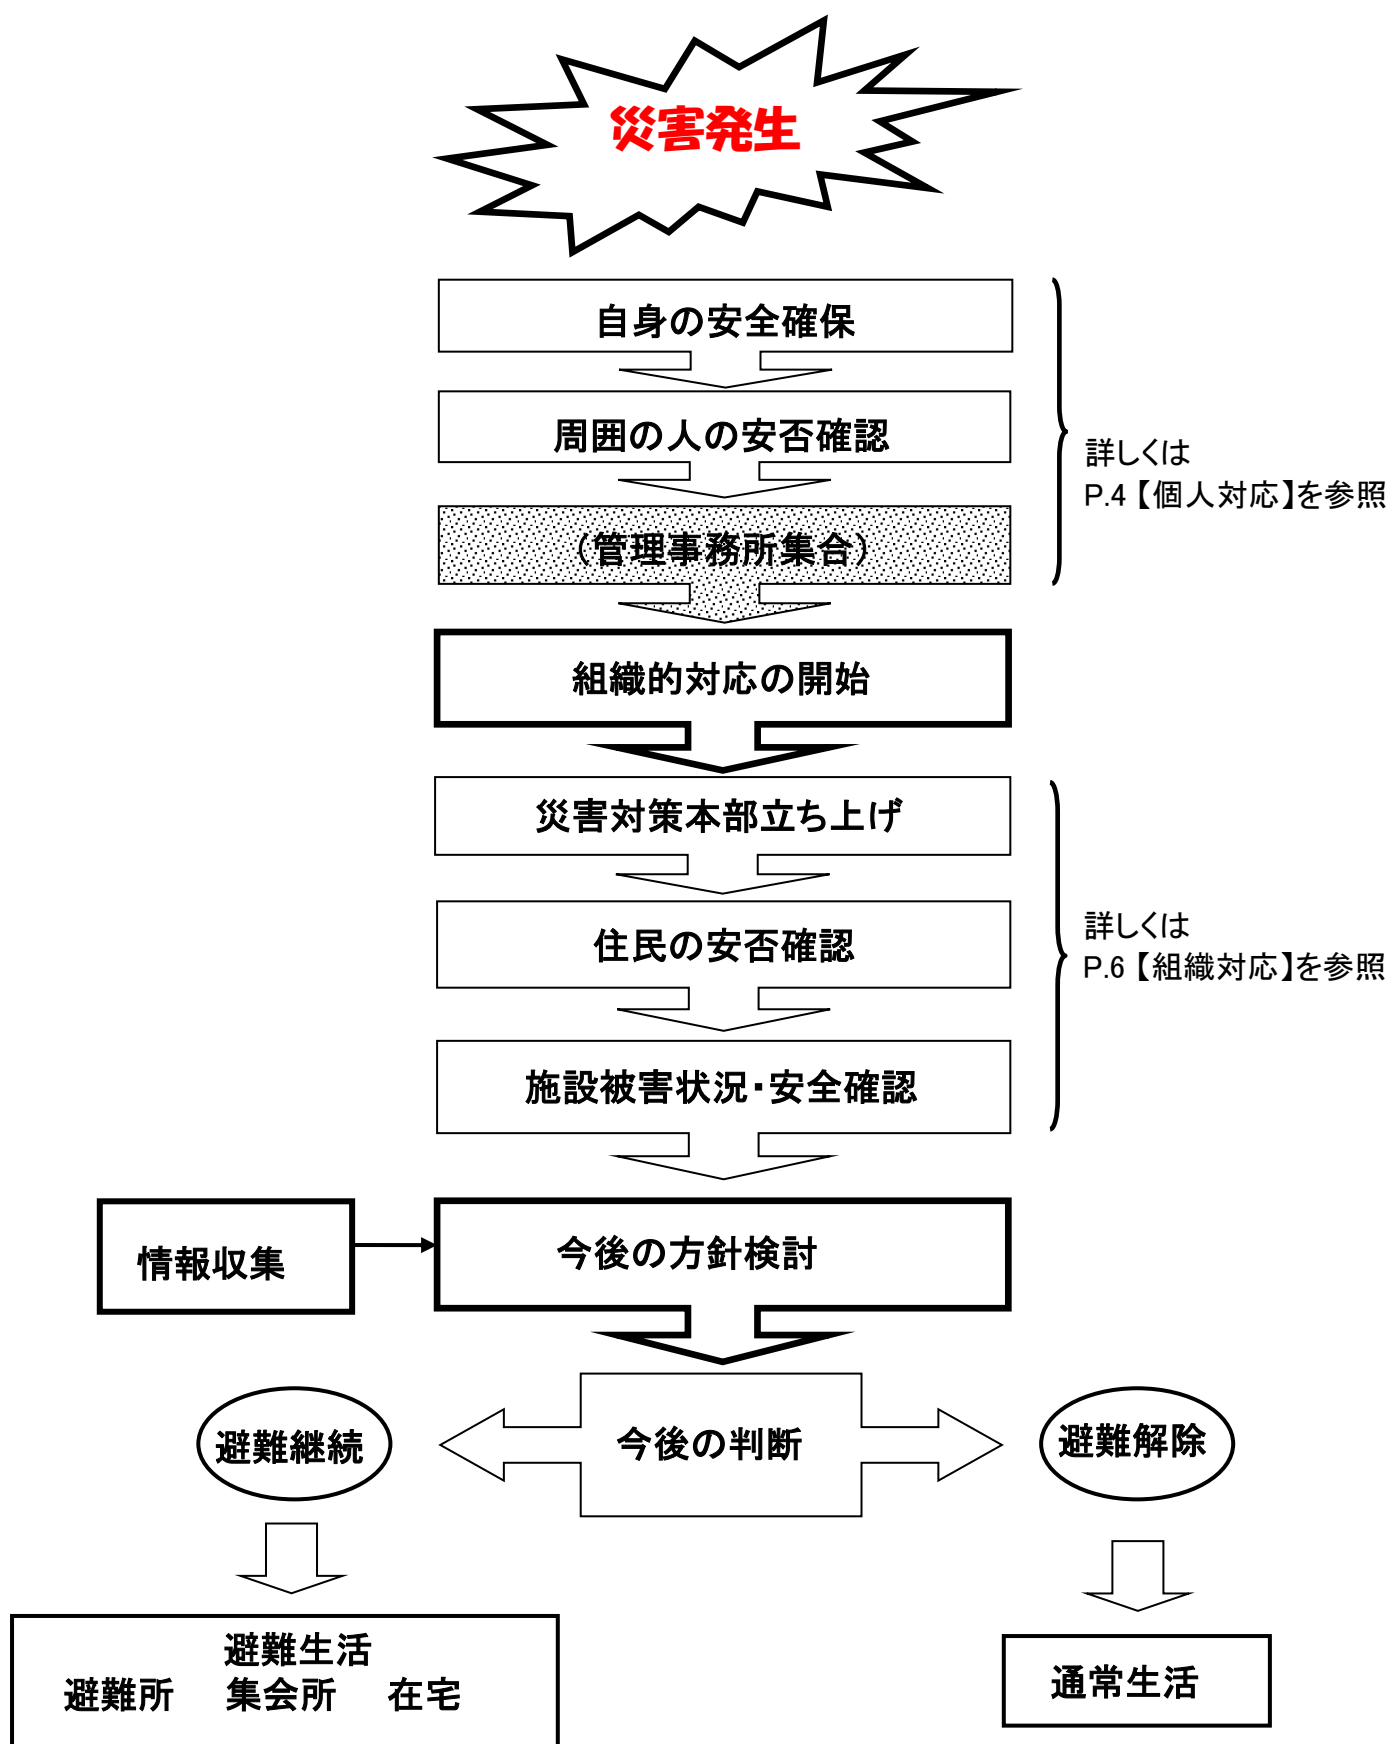 災害発生
自身の安全確保
周囲の人の安否確認
（管理事務所集合）
詳しくは
P.4【個人対応】を参照
組織的対応の開始
災害対策本部立ち上げ
住民の安否確認
施設被害状況・安全確認
詳しくは
P.6【組織対応】を参照
情報収集
今後の方針検討
避難継続
今後の判断
避難解除
避難生活
避難所 集会所 在宅
通常生活